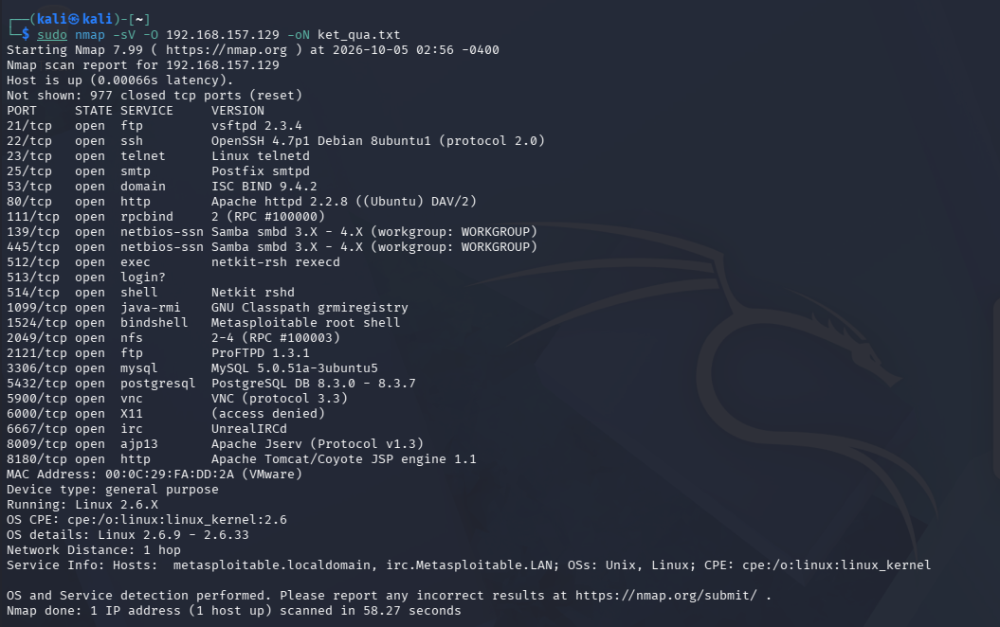 ┌──(kali㉿kali)-[~]
└─$ sudo nmap -sV -O 192.168.157.129 -oN ket_qua.txt
Starting Nmap 7.99 ( https://nmap.org ) at 2026-10-05 02:56 -0400
Nmap scan report for 192.168.157.129
Host is up (0.00066s latency).
Not shown: 977 closed tcp ports (reset)
PORT     STATE SERVICE     VERSION
21/tcp   open  ftp         vsftpd 2.3.4
22/tcp   open  ssh         OpenSSH 4.7p1 Debian 8ubuntu1 (protocol 2.0)
23/tcp   open  telnet      Linux telnetd
25/tcp   open  smtp        Postfix smtpd
53/tcp   open  domain      ISC BIND 9.4.2
80/tcp   open  http        Apache httpd 2.2.8 ((Ubuntu) DAV/2)
111/tcp  open  rpcbind     2 (RPC #100000)
139/tcp  open  netbios-ssn Samba smbd 3.X - 4.X (workgroup: WORKGROUP)
445/tcp  open  netbios-ssn Samba smbd 3.X - 4.X (workgroup: WORKGROUP)
512/tcp  open  exec        netkit-rsh rexecd
513/tcp  open  login?
514/tcp  open  shell       Netkit rshd
1099/tcp open  java-rmi    GNU Classpath grmiregistry
1524/tcp open  bindshell   Metasploitable root shell
2049/tcp open  nfs         2-4 (RPC #100003)
2121/tcp open  ftp         ProFTPD 1.3.1
3306/tcp open  mysql       MySQL 5.0.51a-3ubuntu5
5432/tcp open  postgresql  PostgreSQL DB 8.3.0 - 8.3.7
5900/tcp open  vnc         VNC (protocol 3.3)
6000/tcp open  X11         (access denied)
6667/tcp open  irc         UnrealIRCd
8009/tcp open  ajp13       Apache Jserv (Protocol v1.3)
8180/tcp open  http        Apache Tomcat/Coyote JSP engine 1.1
MAC Address: 00:0C:29:FA:DD:2A (VMware)
Device type: general purpose
Running: Linux 2.6.X
OS CPE: cpe:/o:linux:linux_kernel:2.6
OS details: Linux 2.6.9 - 2.6.33
Network Distance: 1 hop
Service Info: Hosts:  metasploitable.localdomain, irc.Metasploitable.LAN; OSs: Unix, Linux; CPE: cpe:/o:linux:linux_kernel

OS and Service detection performed. Please report any incorrect results at https://nmap.org/submit/ .
Nmap done: 1 IP address (1 host up) scanned in 58.27 seconds